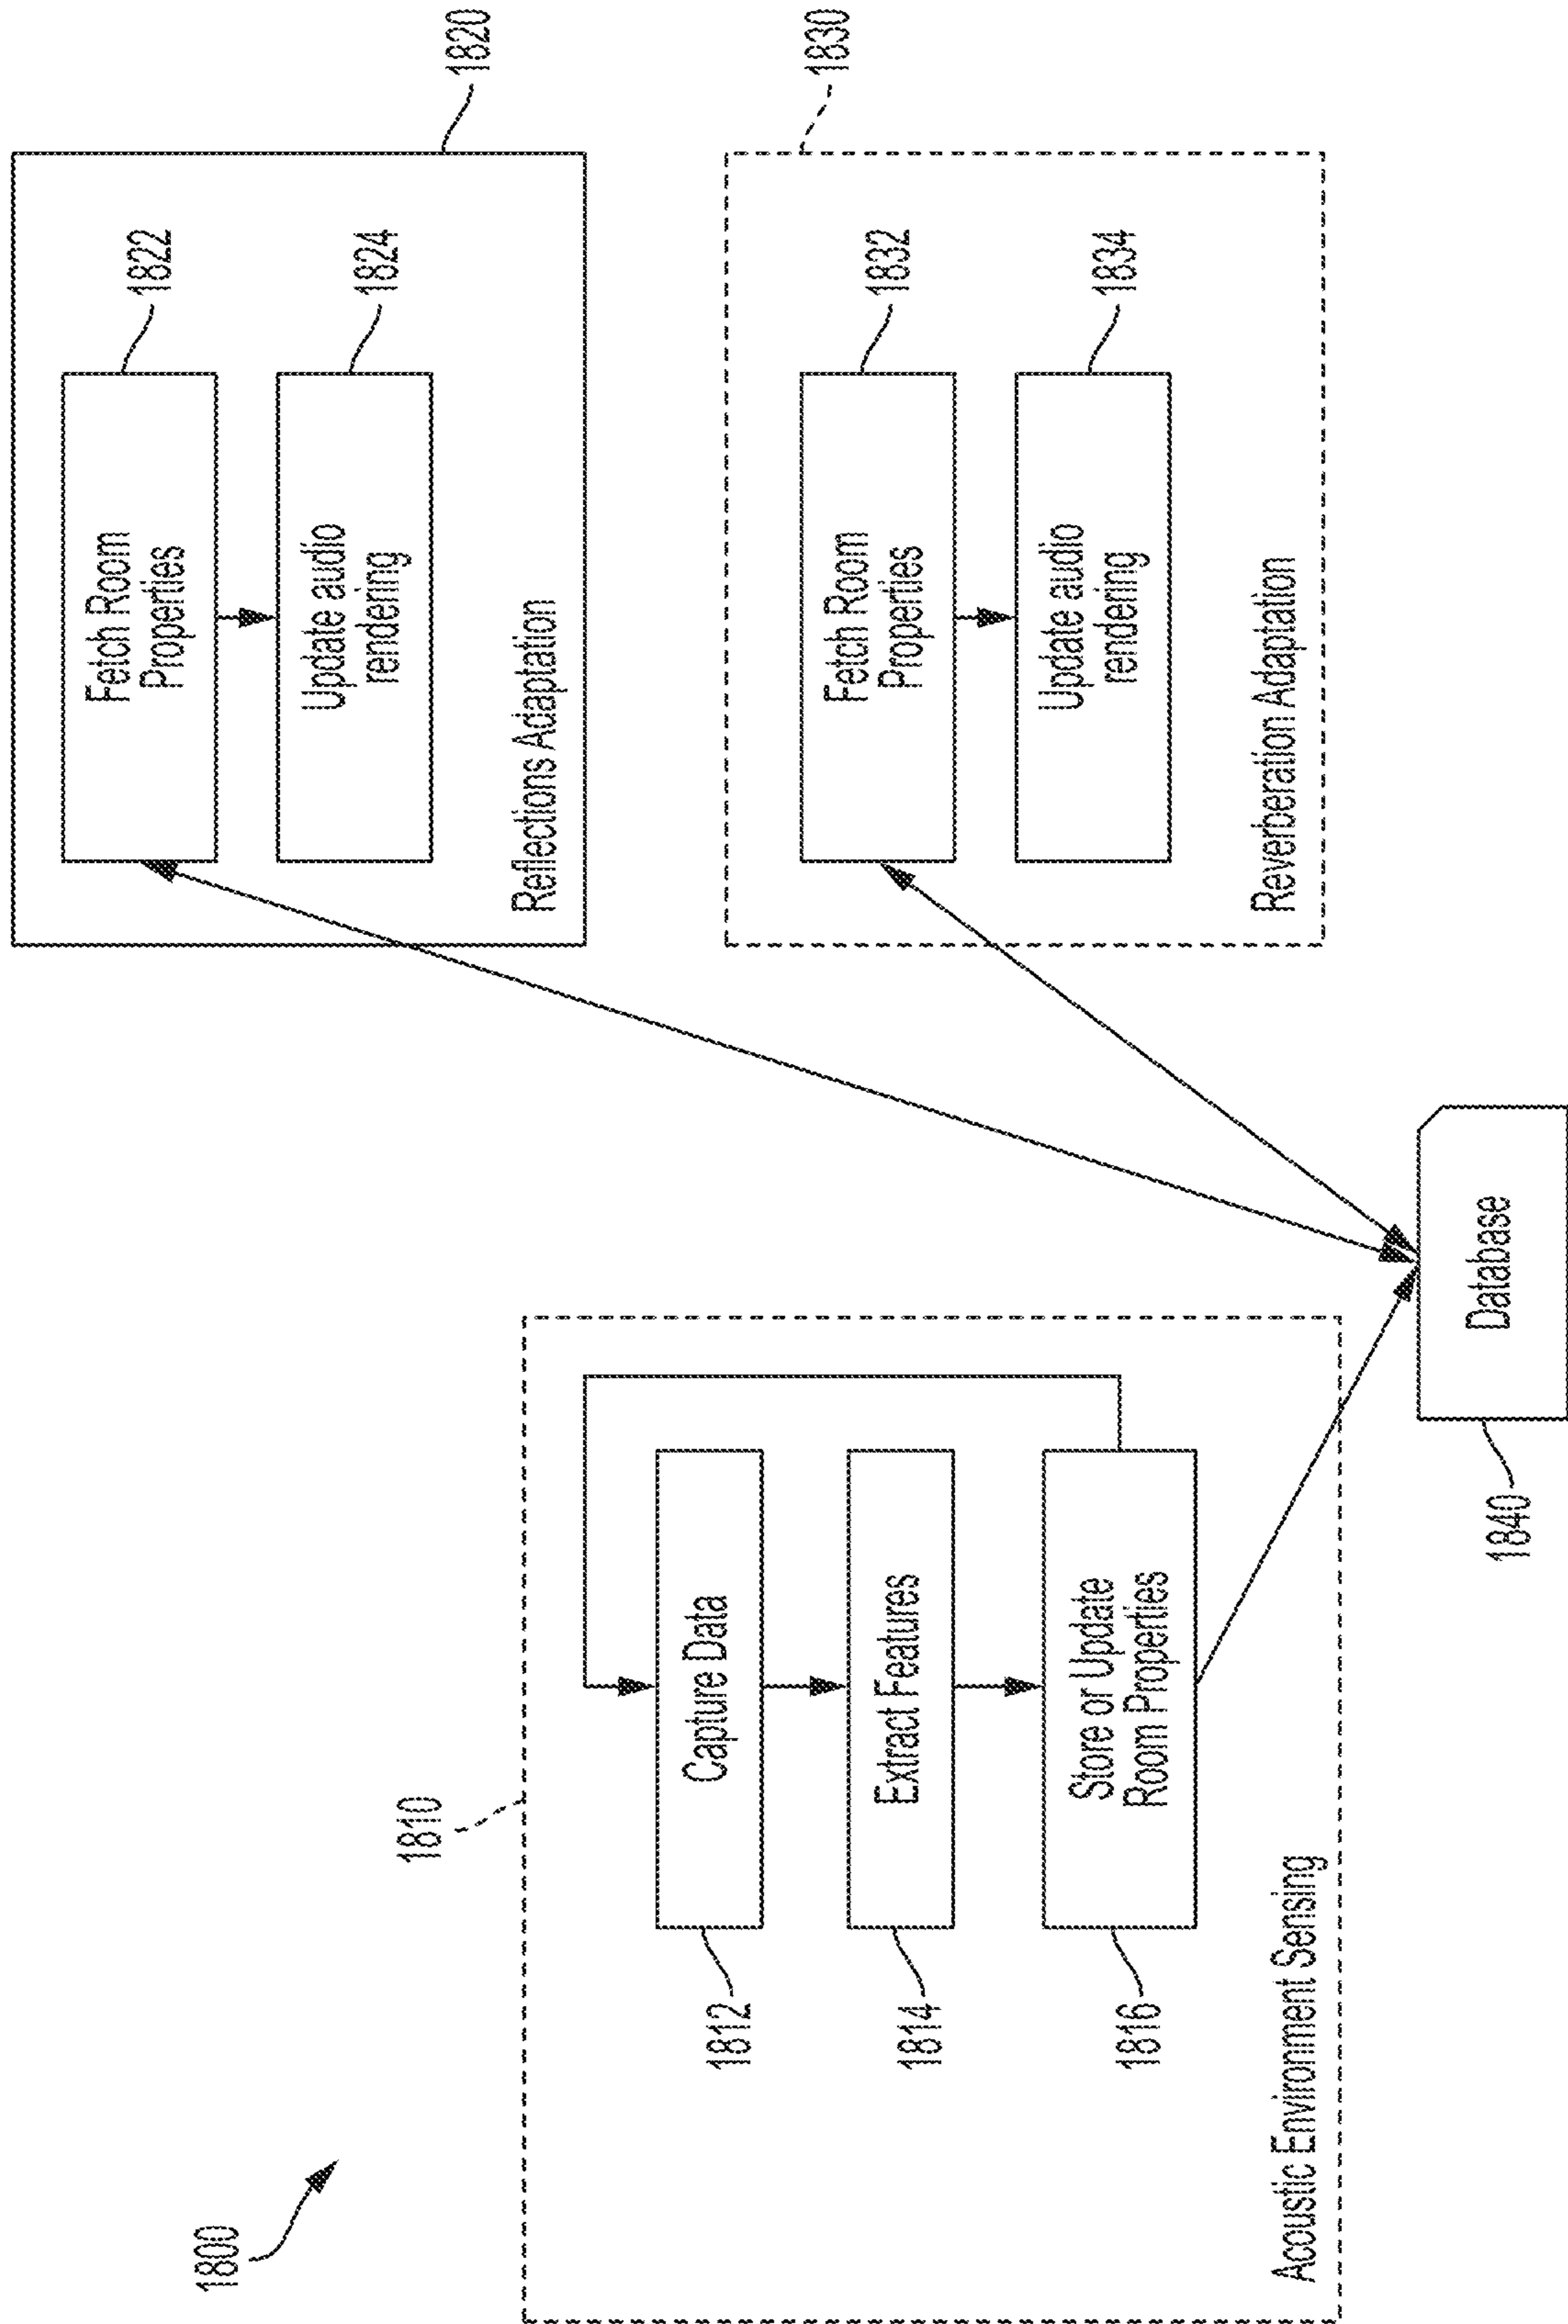 1800
1810
Capture Data
1812
Extract Features
1814
Store or Update
Room Properties
1816
Acoustic Environment Sensing
1820
Fetch Room
Properties
1822
Update audio
rendering
1824
Reflections Adaptation
1830
Fetch Room
Properties
1832
Update audio
rendering
1834
Reverberation Adaptation
Database
1840